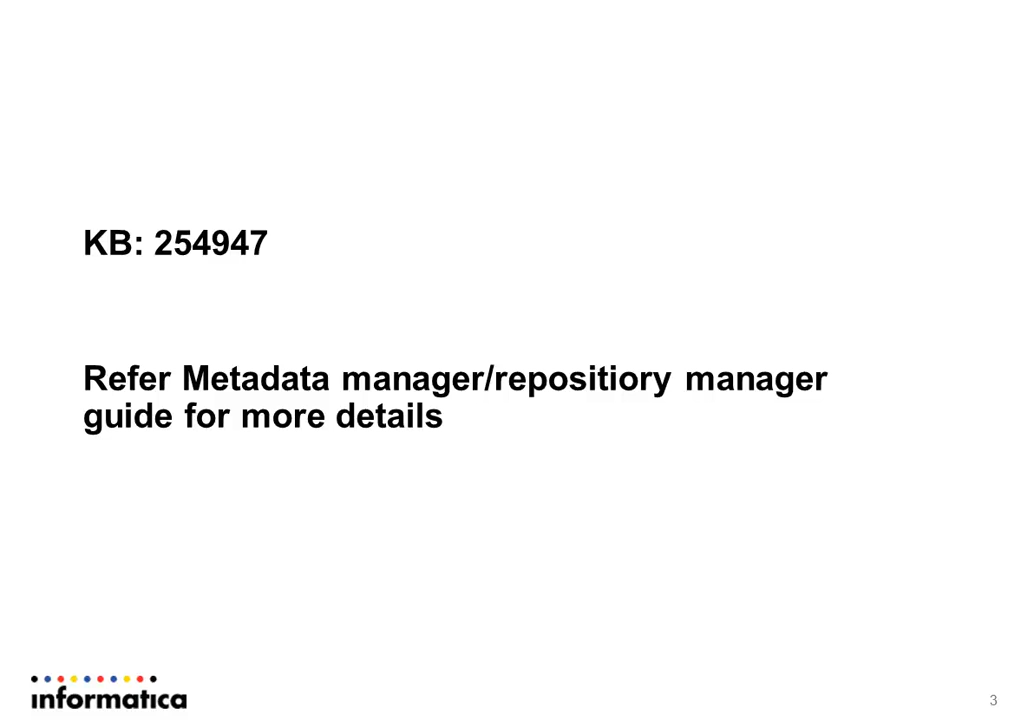 KB: 254947
Refer Metadata manager/repositiory manager
guide for more details
informatica
3